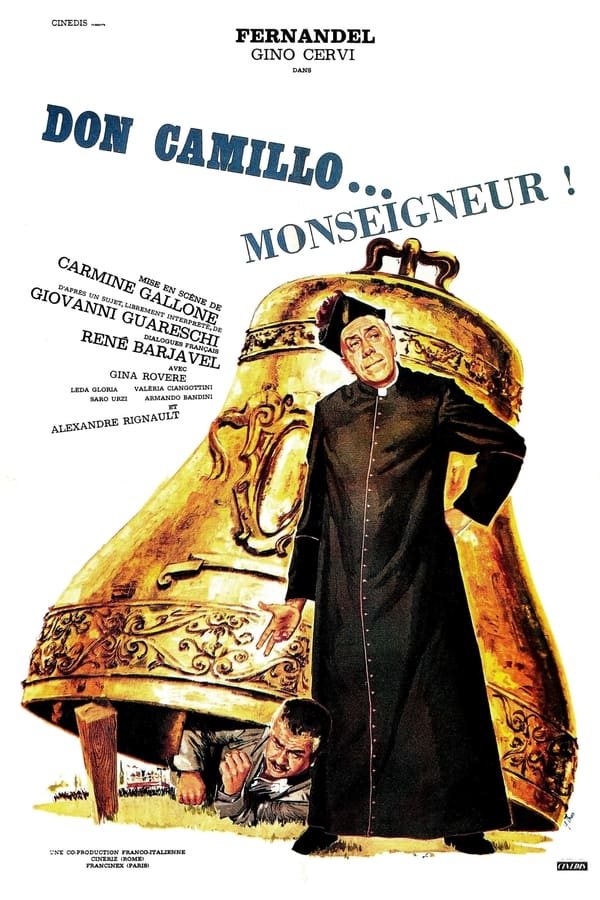 CINEDIS
FERNANDEL
GINO CERVI
DANS
DON CAMILLO...
MONSEIGNEUR !
MISE EN SCÈNE DE
CARMINE GALLONE
D'APRÈS UN SUJET, LIBREMENT INTERPRÉTÉ, DE
GIOVANNI GUARESCHI
DIALOGUES FRANÇAIS
RENÉ BARJAVEL
AVEC
GINA ROVERE
LEDA GLORIA VALERIA CIANGOTTINI
SARO URZI ARMANDO BANDINI
ET
ALEXANDRE RIGNAULT
UNE CO-PRODUCTION FRANCO-ITALIENNE
CINERIZ (ROME)
FRANCINEX (PARIS)
CINEDIS